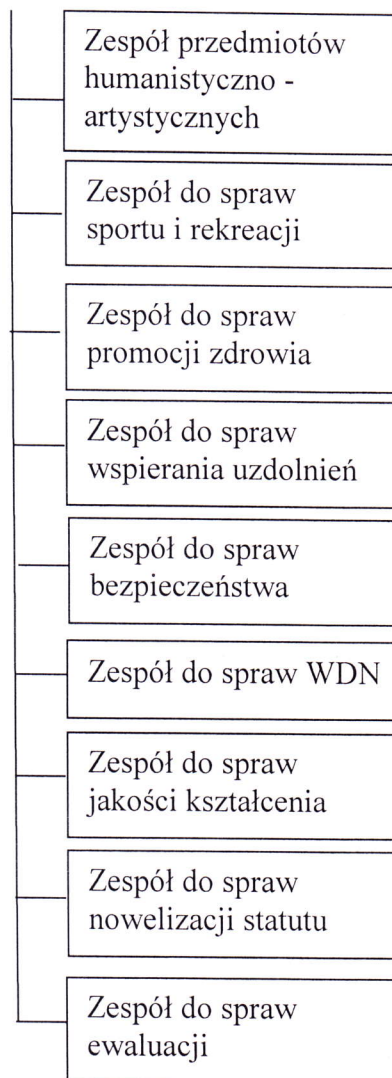 Zespół przedmiotów
humanistyczno -
artystycznych
Zespół do spraw
sportu i rekreacji
Zespół do spraw
promocji zdrowia
Zespół do spraw
wspierania uzdolnień
Zespół do spraw
bezpieczeństwa
Zespół do spraw WDN
Zespół do spraw
jakości kształcenia
Zespół do spraw
nowelizacji statutu
Zespół do spraw
ewaluacji